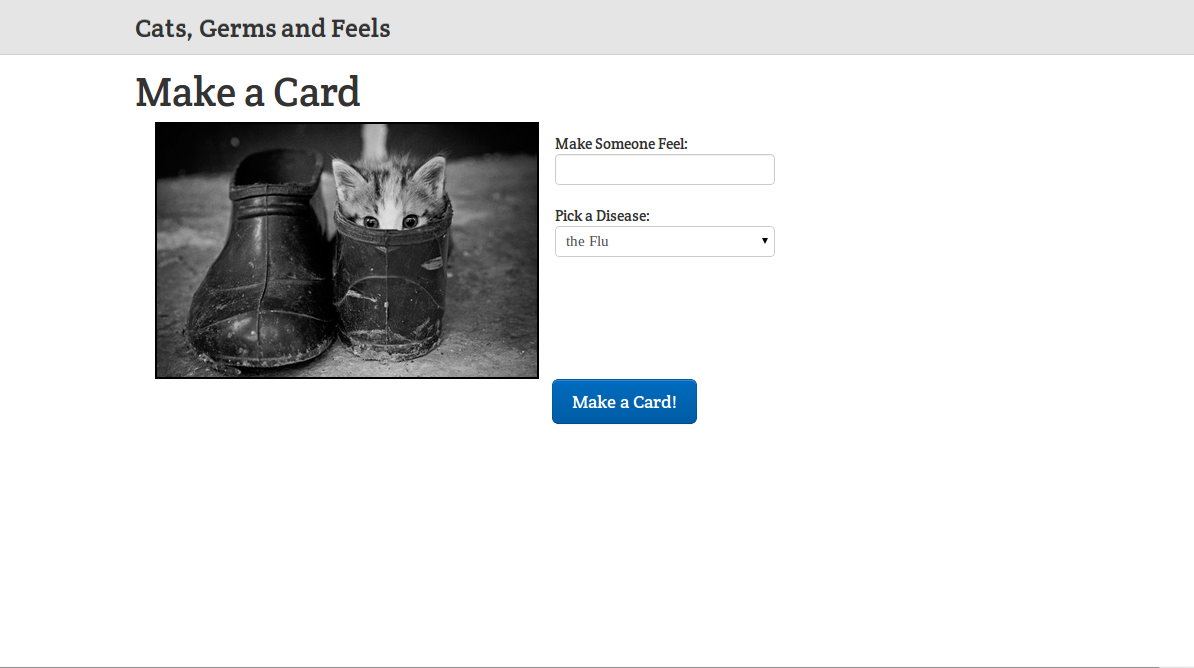 Cats, Germs and Feels
Make a Card
Make Someone Feel:
Pick a Disease:
the Flu
Make a Card!